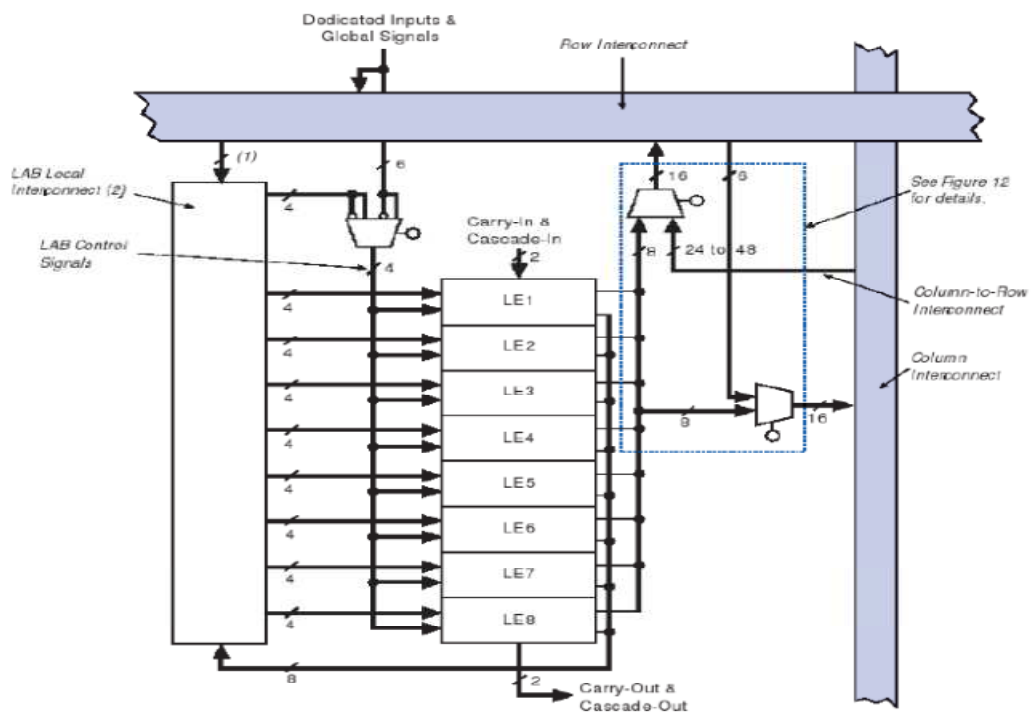 Dedicated Inputs &
Global Signals
Row Interconnect
(1)
6
LAB Local
Interconnect (2)
4
16
6
See Figure 12
for details.
Carry-In &
Cascade-In
LAB Control
Signals
4
2
8
24 to 48
Column-to-Row
Interconnect
4
LE1
4
LE2
Column
Interconnect
4
LE3
8
16
4
LE4
4
LE5
4
LE6
4
LE7
4
LE8
8
2
Carry-Out &
Cascade-Out